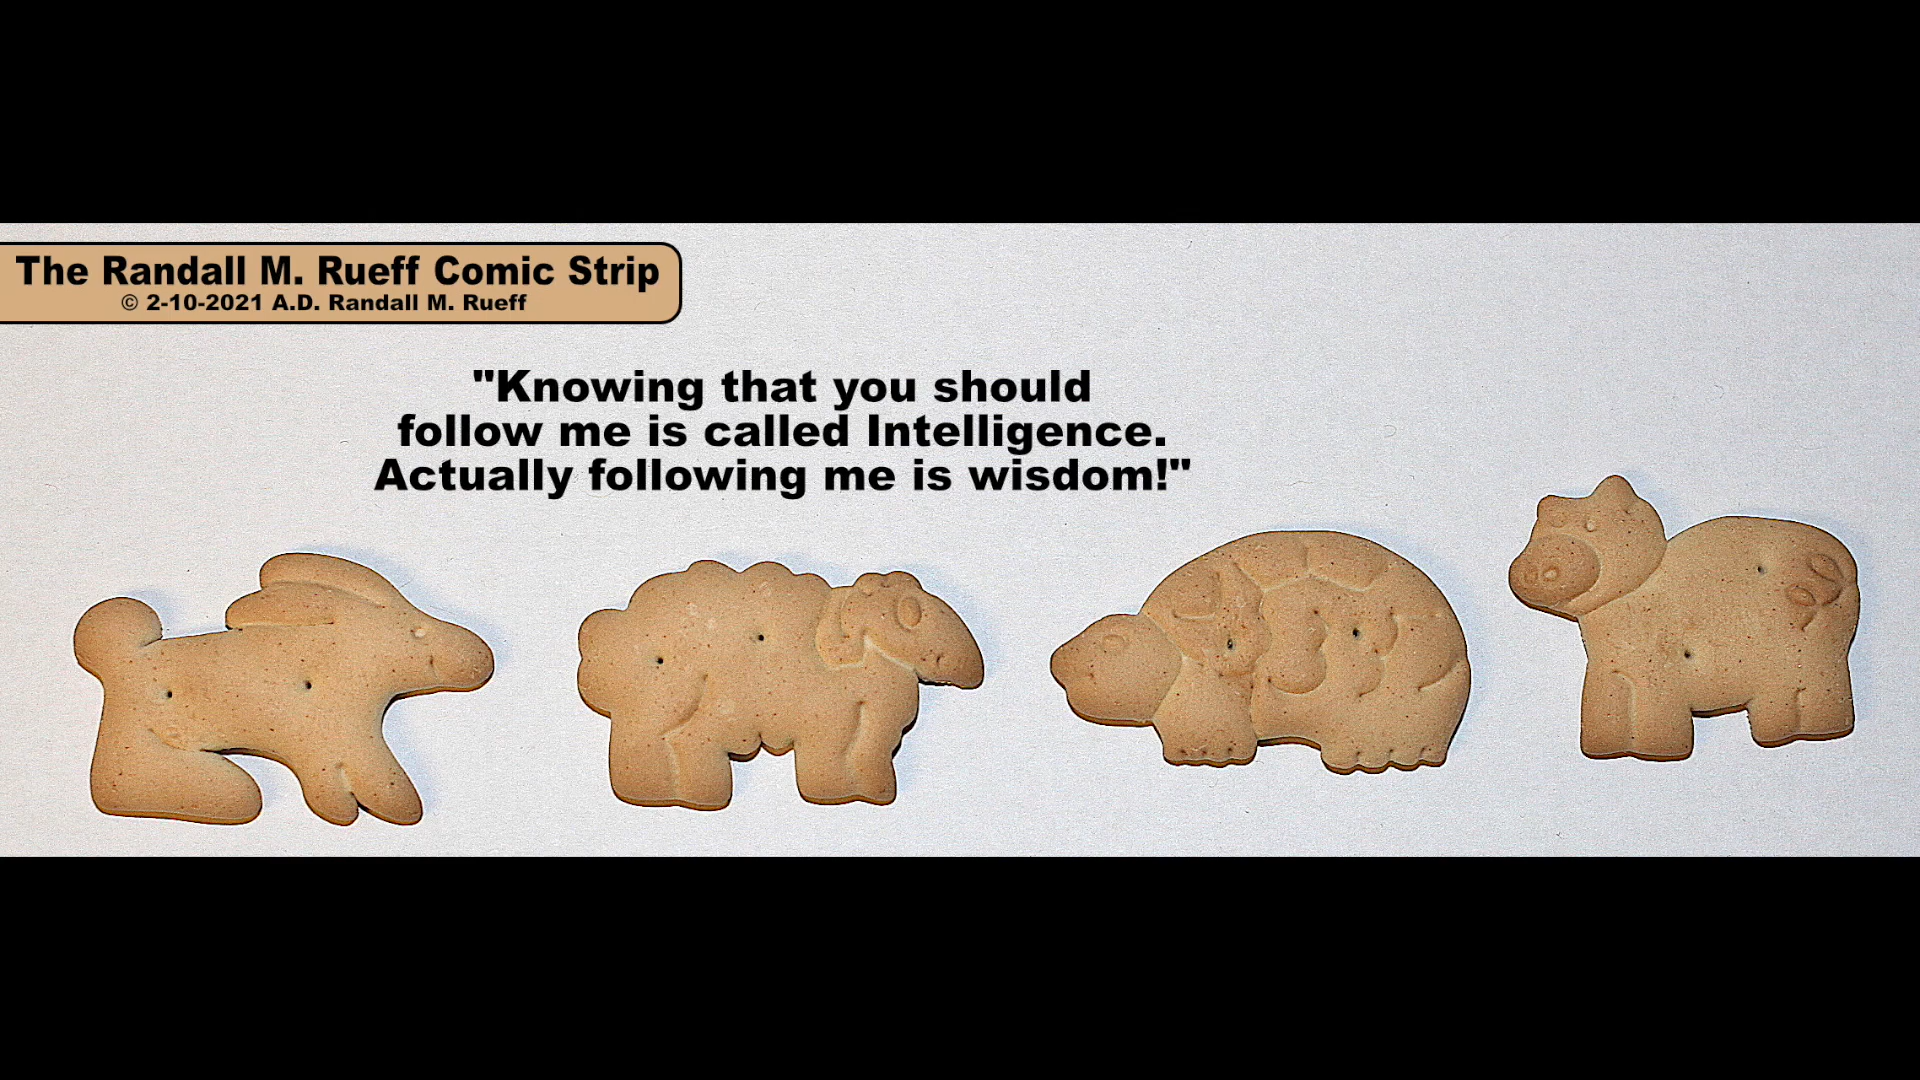 The Randall M. Rueff Comic Strip
© 2-10-2021 A.D. Randall M. Rueff
"Knowing that you should
follow me is called Intelligence.
Actually following me is wisdom!"